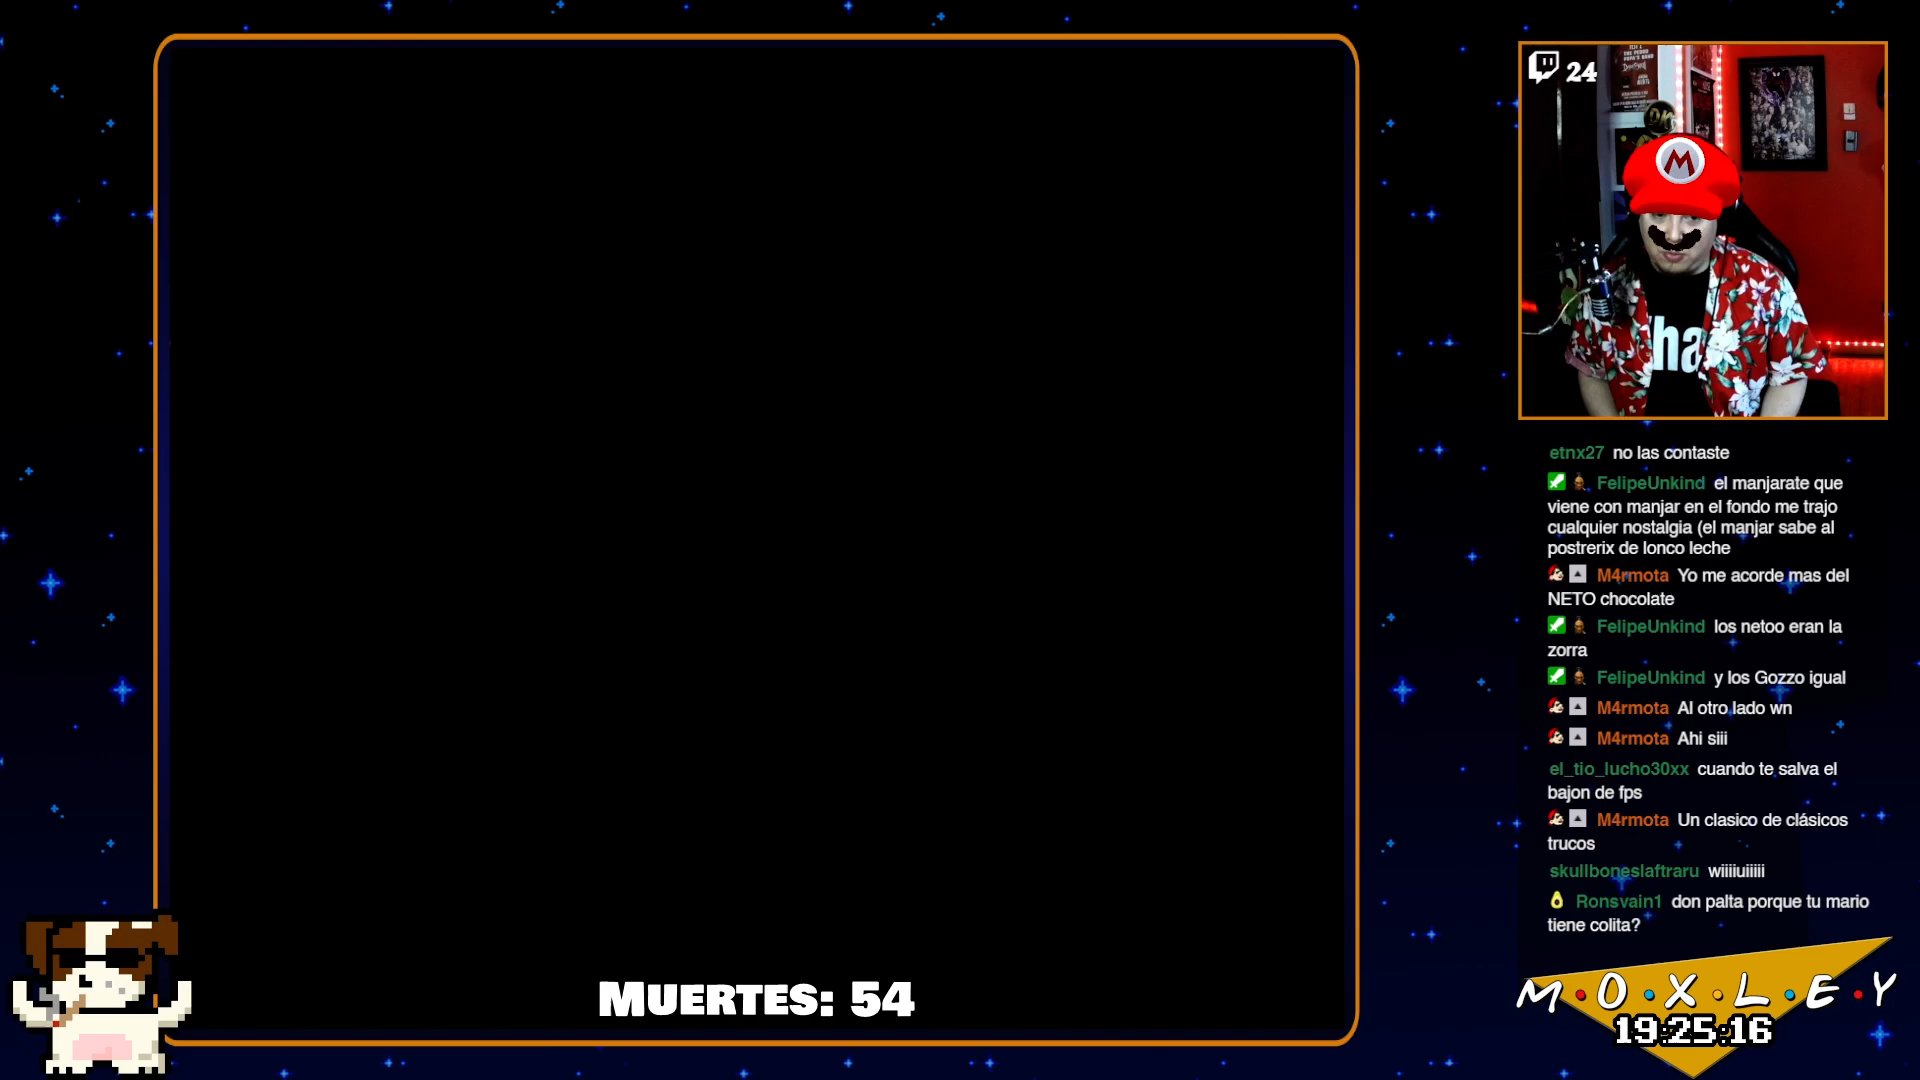 24
M
ha
etnx27 no las contaste
FelipeUnkind el manjarate que
viene con manjar en el fondo me trajo
cualquier nostalgia (el manjar sabe al
postrerix de lonco leche
M4rmota Yo me acorde mas del
NETO chocolate
FelipeUnkind los netoo eran la
zorra
FelipeUnkind y los Gozzo igual
M4rmota Al otro lado wn
M4rmota Ahi siii
el_tio_lucho30xx cuando te salva el
bajon de fps
M4rmota Un clasico de clásicos
trucos
skullboneslaftraru wiiiiuiiiii
Ronsvain1 don palta porque tu mario
tiene colita?
MUERTES: 54
M·O·X·L·E·Y
19:25:16